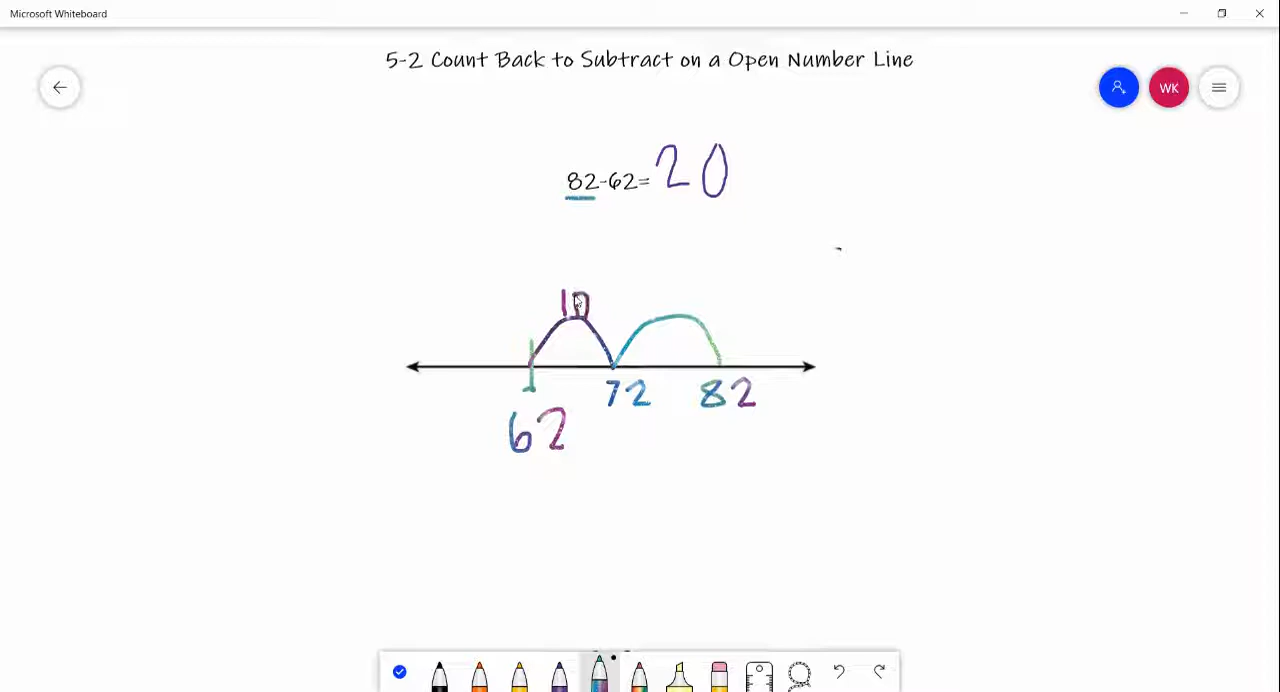 Microsoft Whiteboard
5-2 Count Back to Subtract on a Open Number Line
WK
82-62= 20
10
72 82
62